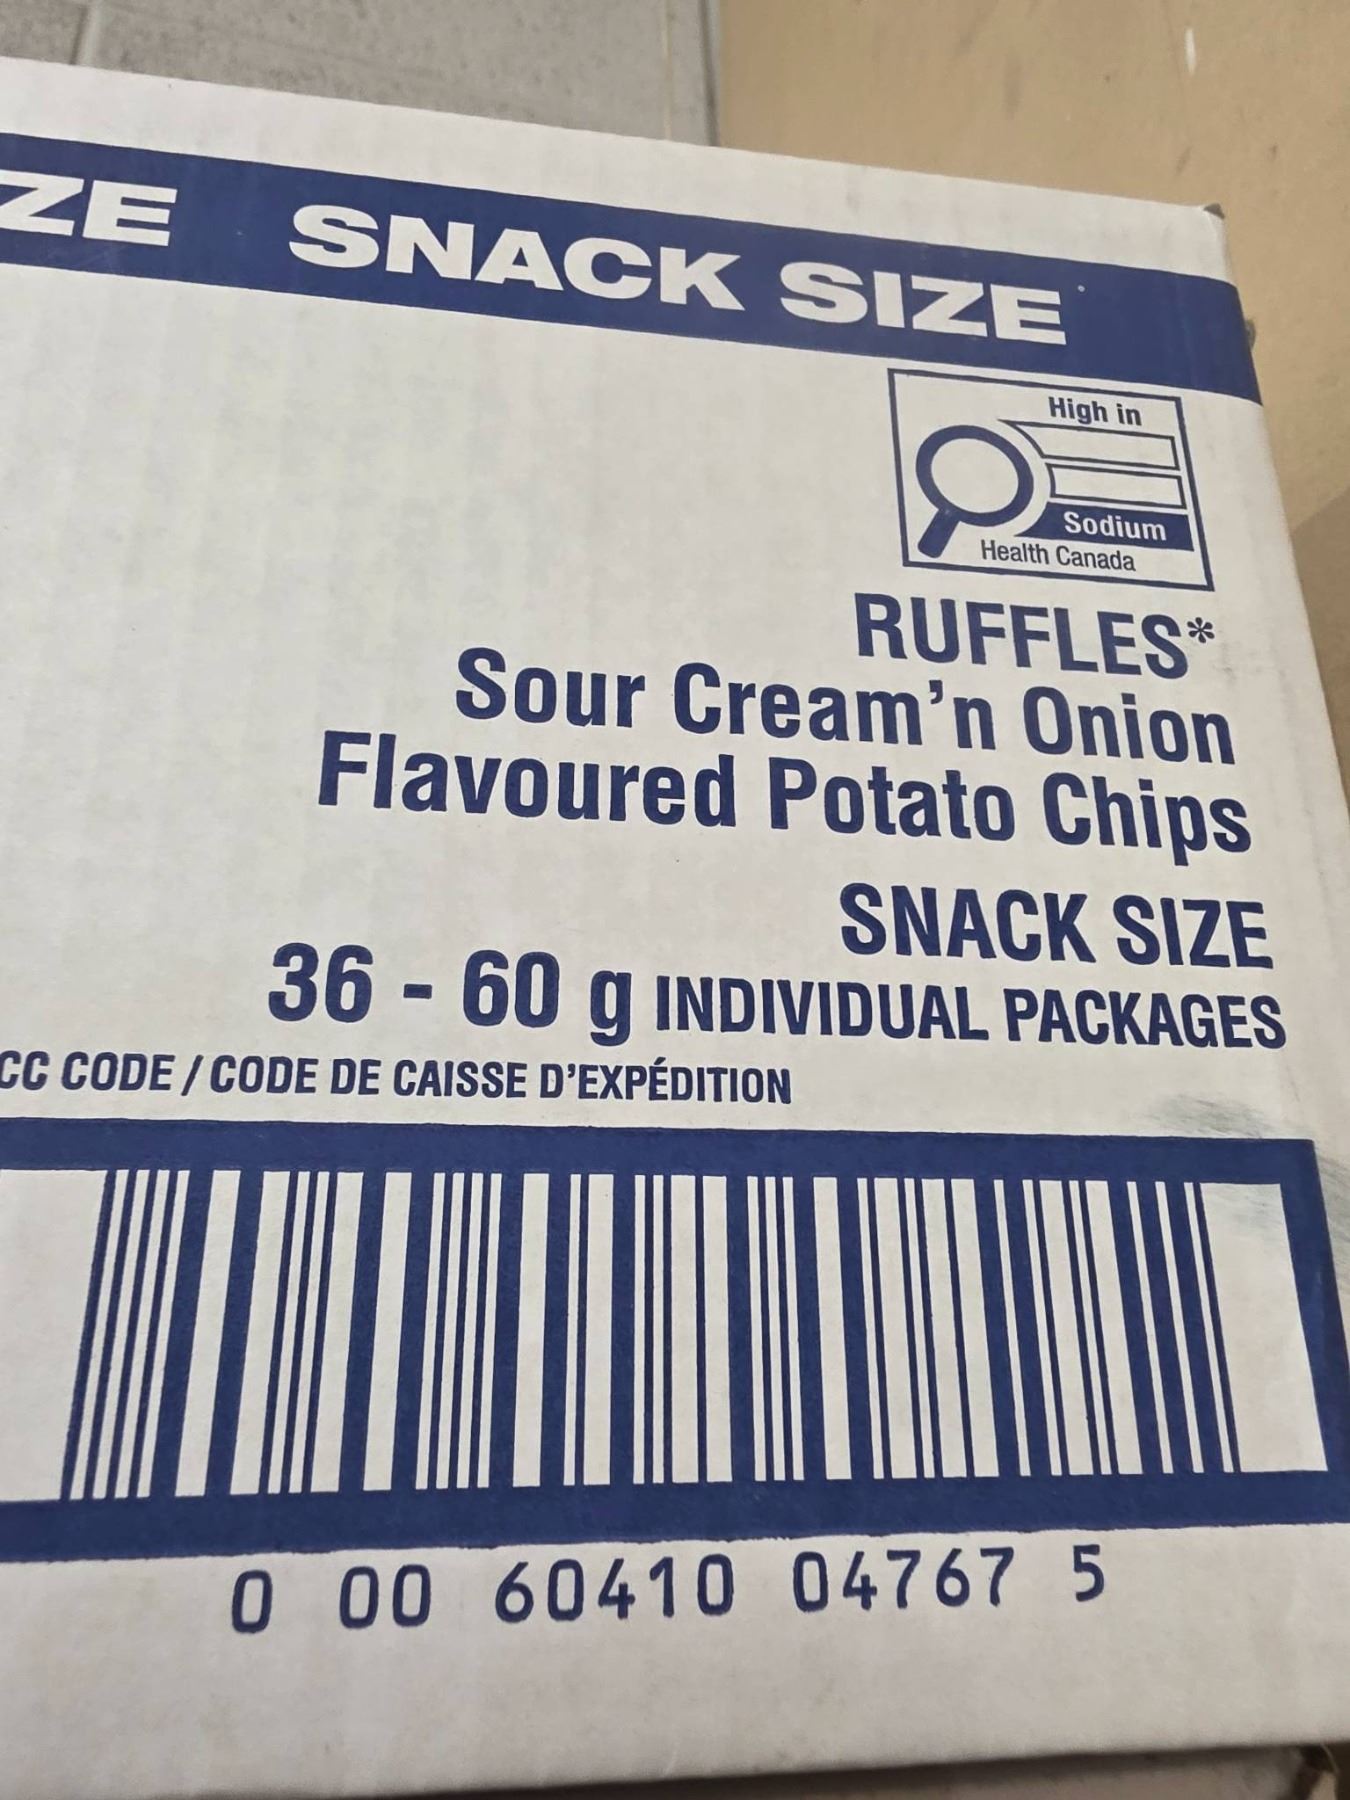 ZE SNACK SIZE
High in
Sodium
Health Canada
RUFFLES*
Sour Cream'n Onion
Flavoured Potato Chips
SNACK SIZE
36 - 60 g INDIVIDUAL PACKAGES
CC CODE / CODE DE CAISSE D'EXPÉDITION
0 00 60410 04767 5